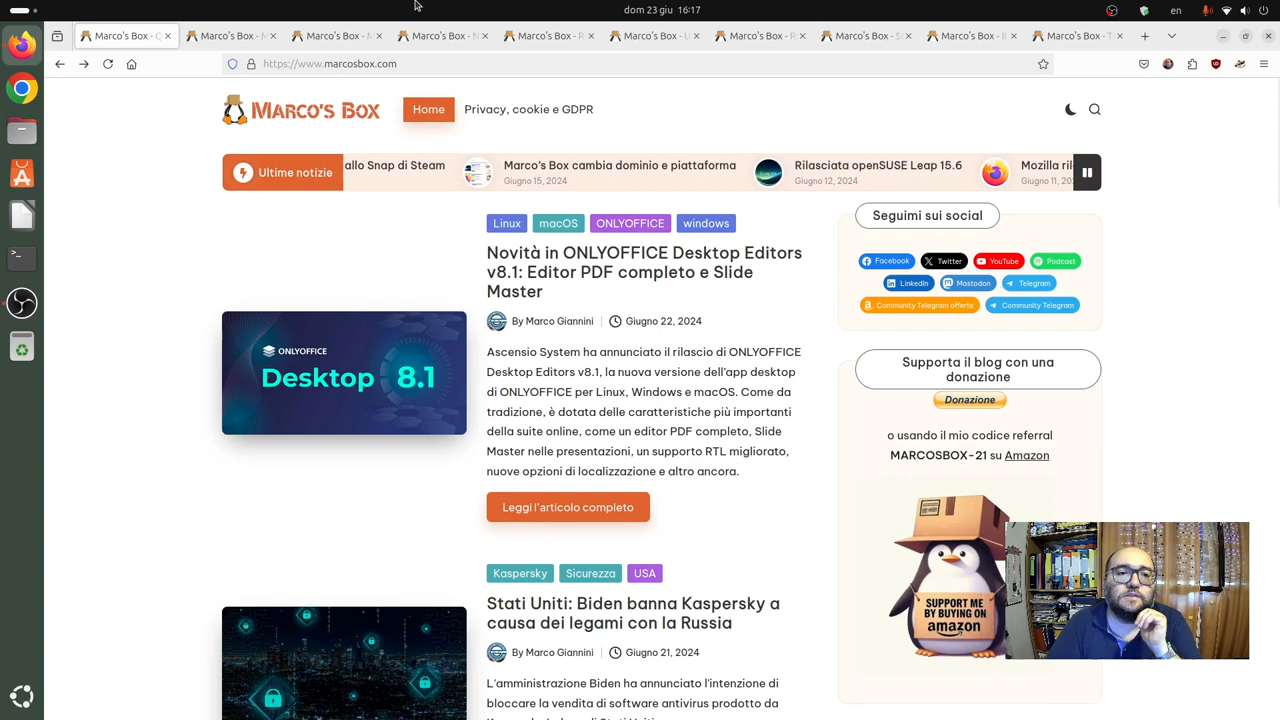 dom 23 giu 16:17
en
Marco's Box - Q
Marco's Box - M
Marco's Box - M
Marco's Box - N
Marco's Box - R
Marco's Box - U
Marco's Box - R
Marco's Box - S
Marco's Box - Il
Marco's Box - T
https://www.marcosbox.com
MARCO'S BOX
Home
Privacy, cookie e GDPR
Ultime notizie
allo Snap di Steam
Marco's Box cambia dominio e piattaforma
Giugno 15, 2024
Rilasciata openSUSE Leap 15.6
Giugno 12, 2024
Mozilla ril
Giugno 11, 202
Linux
macOS
ONLYOFFICE
windows
Novità in ONLYOFFICE Desktop Editors
v8.1: Editor PDF completo e Slide
Master
By Marco Giannini
Giugno 22, 2024
ONLYOFFICE
Desktop 8.1
Ascensio System ha annunciato il rilascio di ONLYOFFICE
Desktop Editors v8.1, la nuova versione dell'app desktop
di ONLYOFFICE per Linux, Windows e macOS. Come da
tradizione, è dotata delle caratteristiche più importanti
della suite online, come un editor PDF completo, Slide
Master nelle presentazioni, un supporto RTL migliorato,
nuove opzioni di localizzazione e altro ancora.
Leggi l'articolo completo
Kaspersky
Sicurezza
USA
Stati Uniti: Biden banna Kaspersky a
causa dei legami con la Russia
By Marco Giannini
Giugno 21, 2024
L'amministrazione Biden ha annunciato l'intenzione di
bloccare la vendita di software antivirus prodotto da
Seguimi sui social
Facebook
Twitter
YouTube
Podcast
LinkedIn
Mastodon
Telegram
Community Telegram offerte
Community Telegram
Supporta il blog con una
donazione
Donazione
o usando il mio codice referral
MARCOSBOX-21 su Amazon
SUPPORT ME
BY BUYING ON
amazon